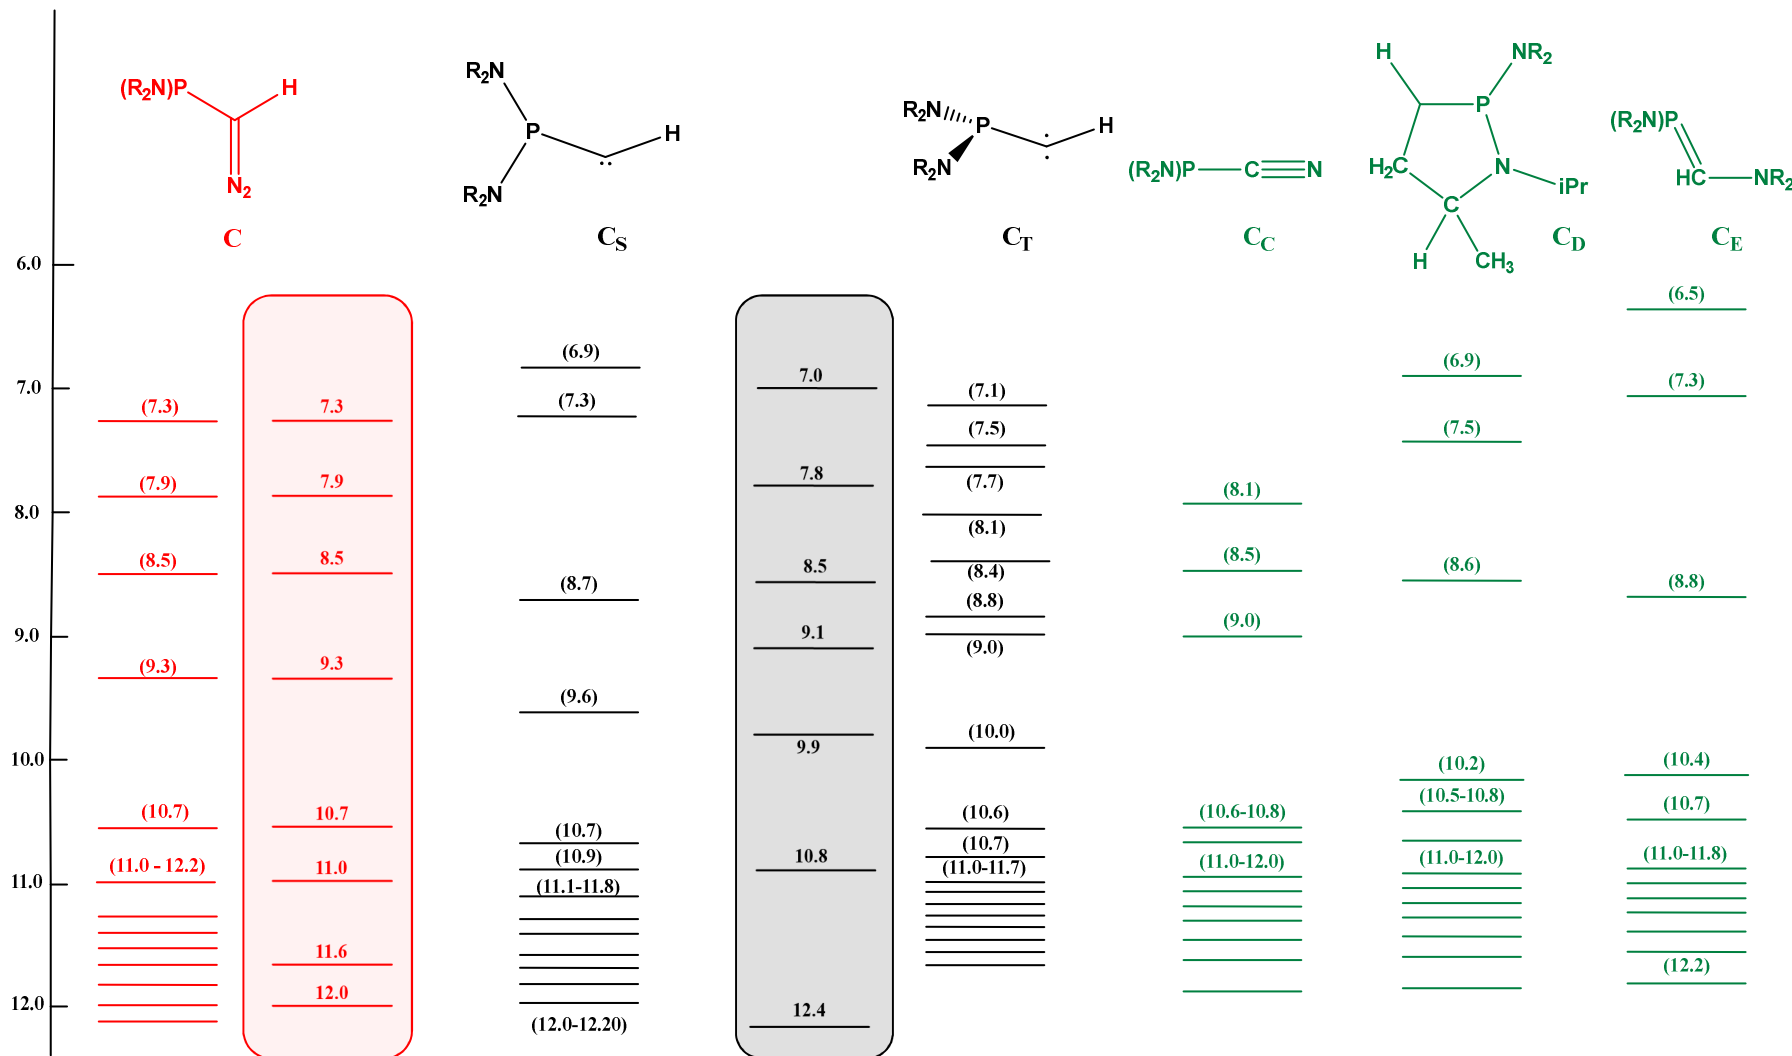 (R2N)P
H
N2
C
R2N
P
H
R2N
CS
R2N
P
H
R2N
CT
(R2N)P
C
N
CC
H
NR2
P
H2C
N
iPr
C
H
CH3
CD
(R2N)P
HC
NR2
CE
6.0
7.0
8.0
9.0
10.0
11.0
12.0
(7.3)
(7.9)
(8.5)
(9.3)
(10.7)
(11.0 - 12.2)
7.3
7.9
8.5
9.3
10.7
11.0
11.6
12.0
(6.9)
(7.3)
(8.7)
(9.6)
(10.7)
(10.9)
(11.1-11.8)
(12.0-12.20)
7.0
7.8
8.5
9.1
9.9
10.8
12.4
(7.1)
(7.5)
(7.7)
(8.1)
(8.4)
(8.8)
(9.0)
(10.0)
(10.6)
(10.7)
(11.0-11.7)
(8.1)
(8.5)
(9.0)
(10.6-10.8)
(11.0-12.0)
(6.9)
(7.5)
(8.6)
(10.2)
(10.5-10.8)
(11.0-12.0)
(6.5)
(7.3)
(8.8)
(10.4)
(10.7)
(11.0-11.8)
(12.2)